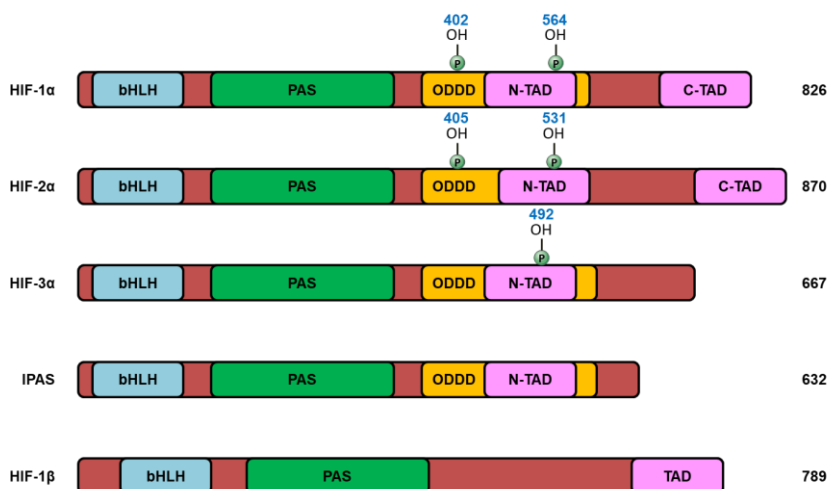 402 564
OH OH
P P
HIF-1α bHLH PAS ODDD N-TAD C-TAD 826
405 531
OH OH
P P
HIF-2α bHLH PAS ODDD N-TAD C-TAD 870
492
OH
P
HIF-3α bHLH PAS ODDD N-TAD 667
IPAS bHLH PAS ODDD N-TAD 632
HIF-1β bHLH PAS TAD 789